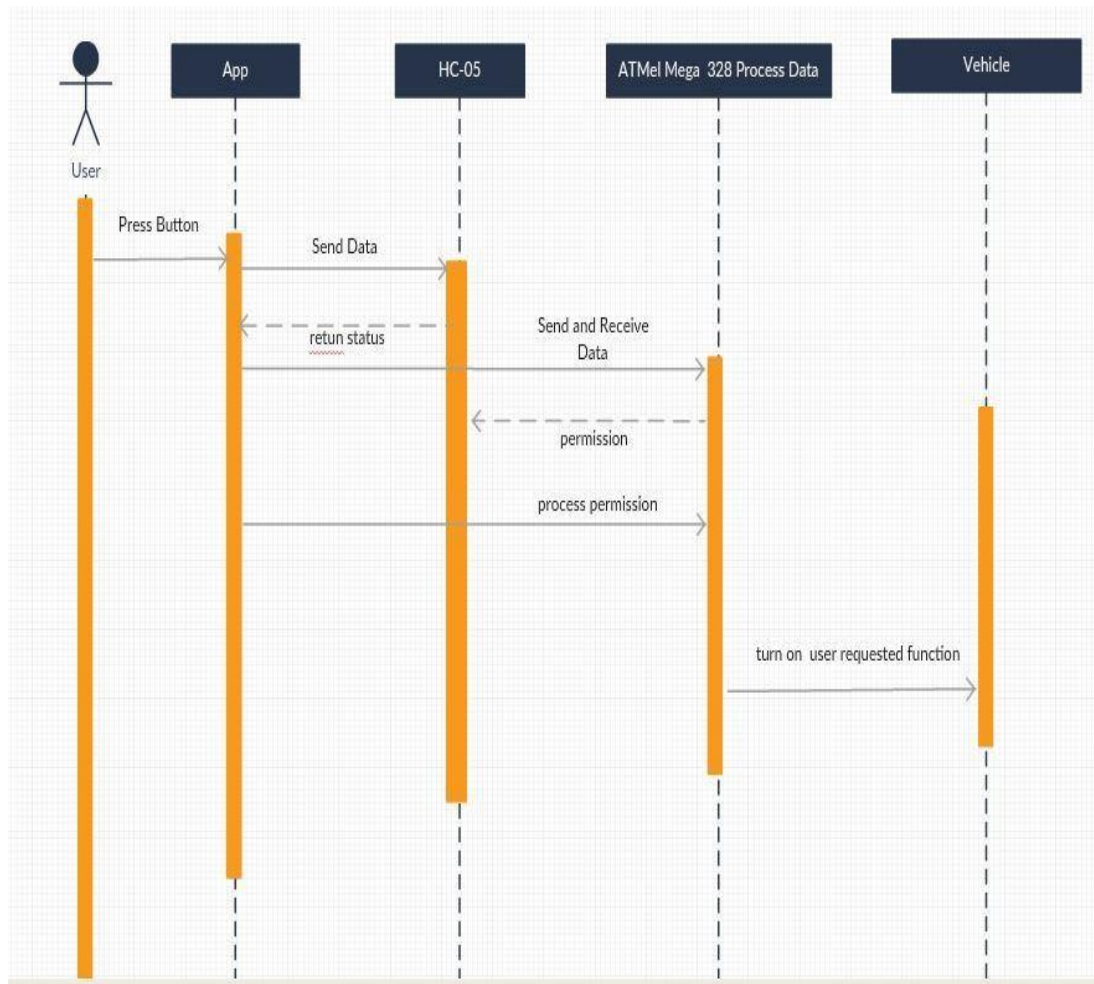 App
HC-05
ATMel Mega 328 Process Data
Vehicle
User
Press Button
Send Data
retun status
Send and Receive
Data
permission
process permission
turn on user requested function